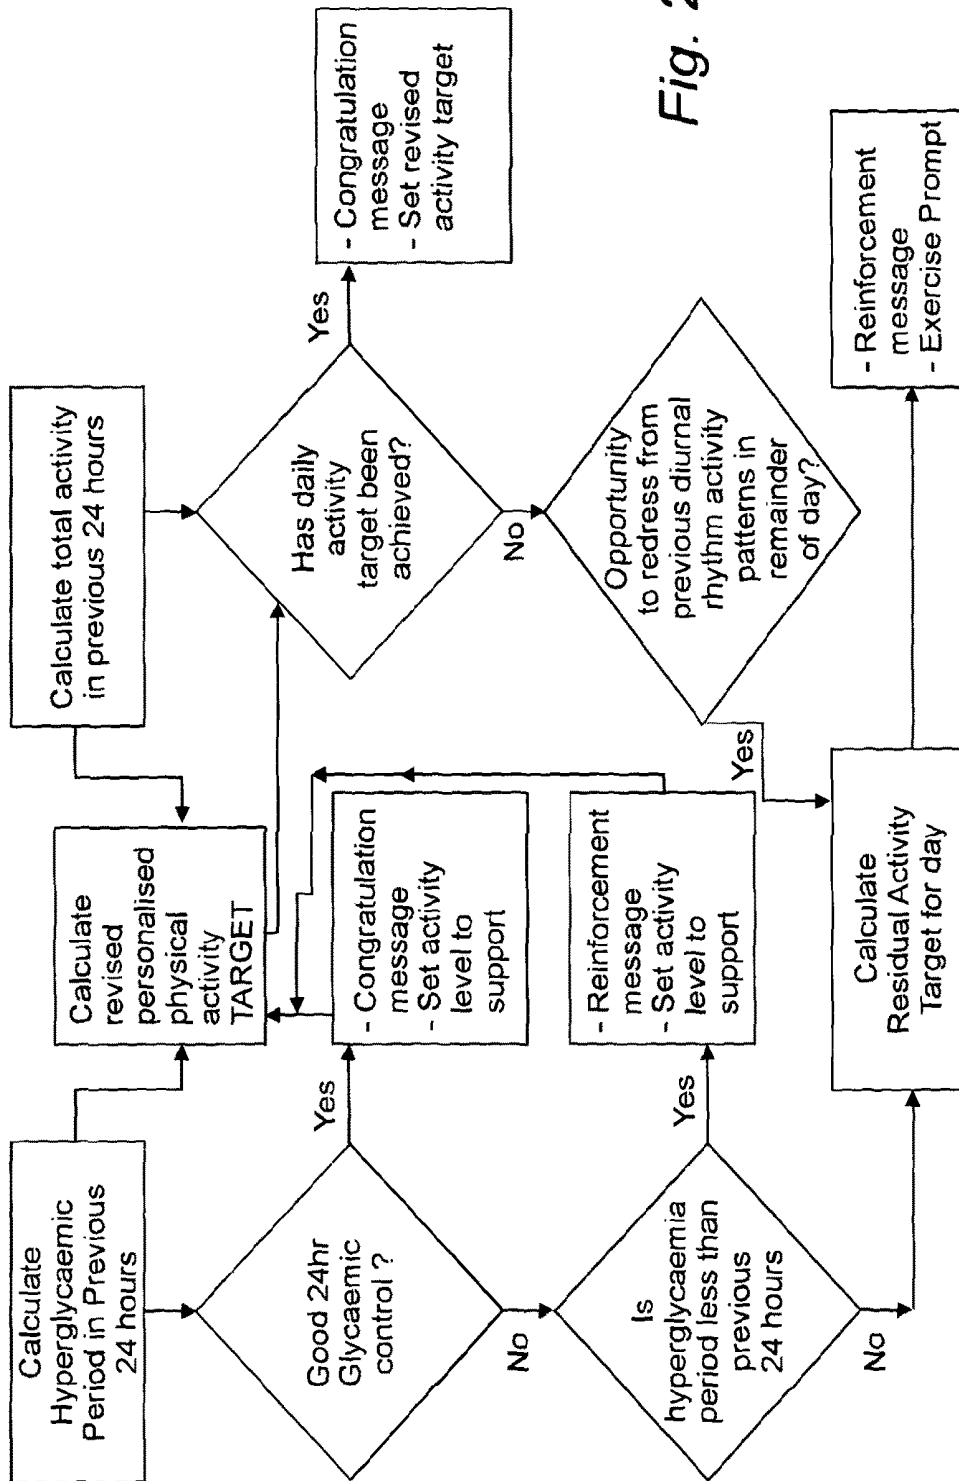 Calculate
Hyperglycaemic
Period in Previous
24 hours
Calculate
revised
personalised
physical
activity
TARGET
Calculate total activity
in previous 24 hours
Good 24hr
Glycaemic
control ?
Yes
- Congratulation
message
- Set activity
level to
support
Has daily
activity
target been
achieved?
Yes
- Congratulation
message
- Set revised
activity target
No
Is
hyperglycaemia
period less than
previous
24 hours
Yes
- Reinforcement
message
- Set activity
level to
support
No
Opportunity
to redress from
previous diurnal
rhythm activity
patterns in
remainder
of day?
Yes
No
Calculate
Residual Activity
Target for day
- Reinforcement
message
- Exercise Prompt
Fig. 2